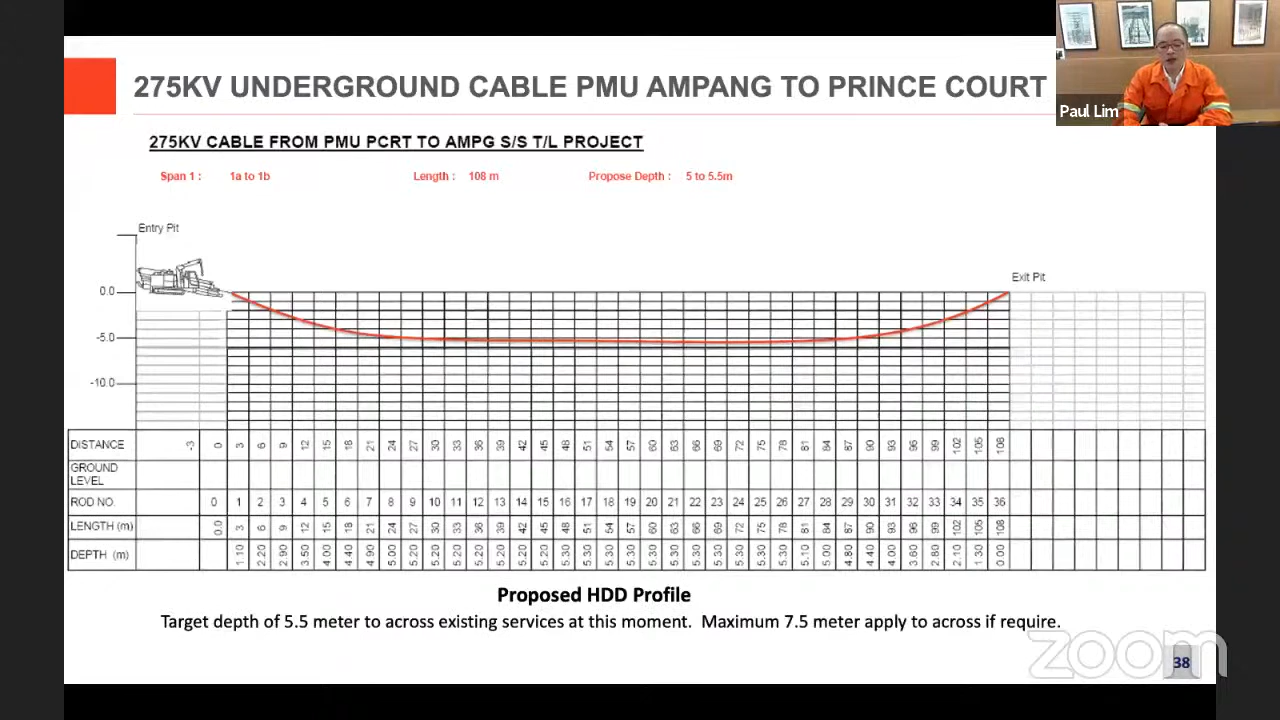 275KV UNDERGROUND CABLE PMU AMPANG TO PRINCE COURT
Paul Lim
275KV CABLE FROM PMU PCRT TO AMPG S/S T/L PROJECT
Span 1 : 1a to 1b Length : 108 m Propose Depth : 5 to 5.5m
Entry Pit
Exit Pit
0.0
-5.0
-10.0
DISTANCE -3 0 3 6 9 12 15 18 21 24 27 30 33 36 39 42 45 48 51 54 57 60 63 66 69 72 75 78 81 84 87 90 93 96 99 102 105 108
GROUND
LEVEL
ROD NO. 0 1 2 3 4 5 6 7 8 9 10 11 12 13 14 15 16 17 18 19 20 21 22 23 24 25 26 27 28 29 30 31 32 33 34 35 36
LENGTH (m) 0.0 3 6 9 12 15 18 21 24 27 30 33 36 39 42 45 48 51 54 57 60 63 66 69 72 75 78 81 84 87 90 93 96 99 102 105 108
DEPTH (m) 1.10 2.20 2.90 3.50 4.00 4.40 4.90 5.00 5.20 5.20 5.20 5.20 5.20 5.20 5.20 5.30 5.30 5.30 5.30 5.30 5.30 5.30 5.30 5.30 5.30 5.30 5.10 5.00 4.80 4.40 4.00 3.60 2.80 2.10 1.30 0.00
Proposed HDD Profile
Target depth of 5.5 meter to across existing services at this moment. Maximum 7.5 meter apply to across if require.
zoom
38